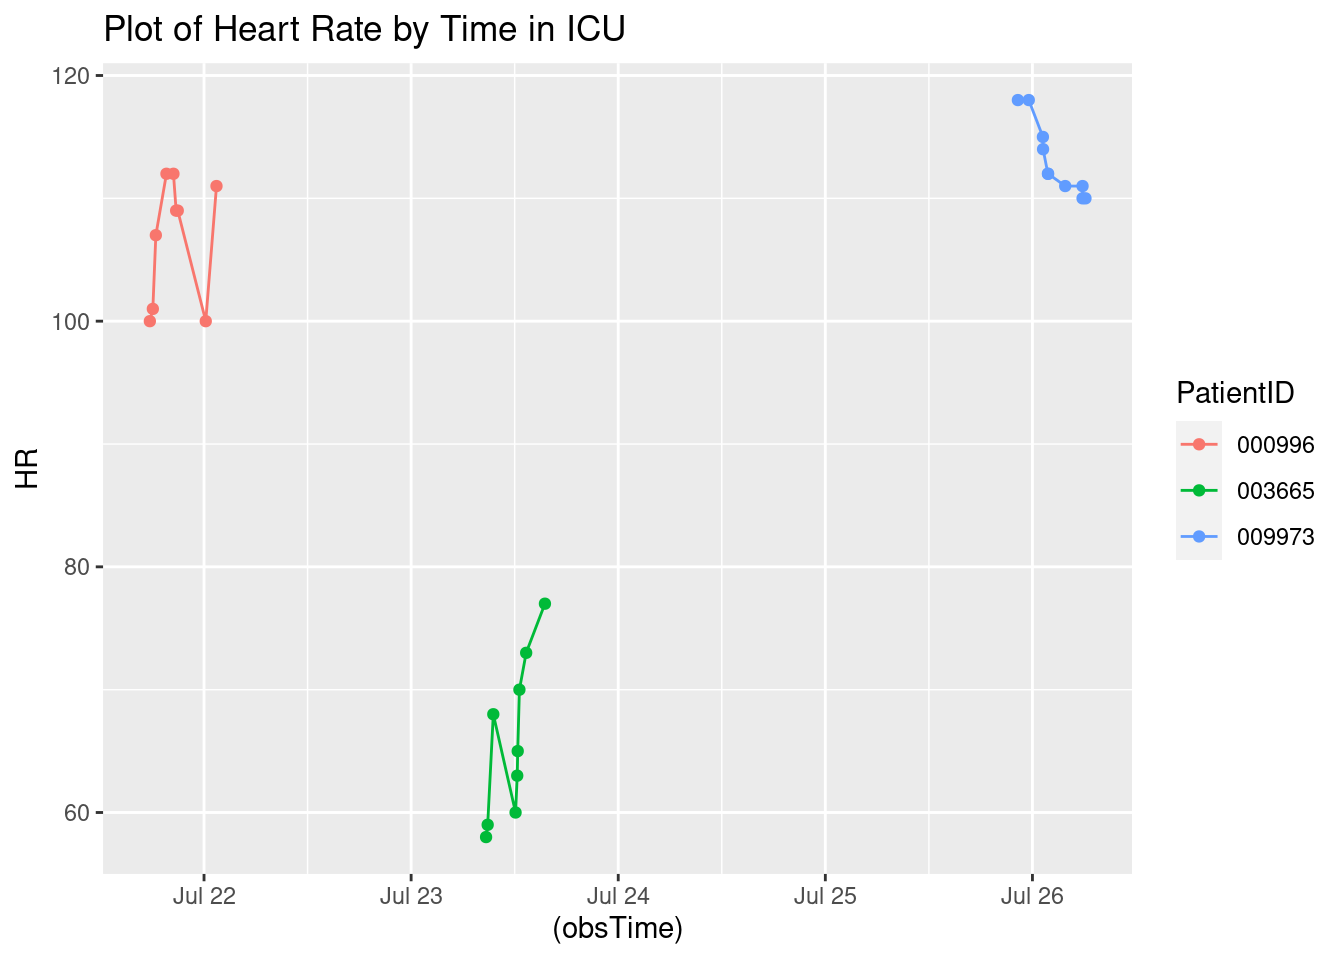 Plot of Heart Rate by Time in ICU
120
100
80
60
HR
Jul 22 Jul 23 Jul 24 Jul 25 Jul 26
(obsTime)
PatientID
000996
003665
009973